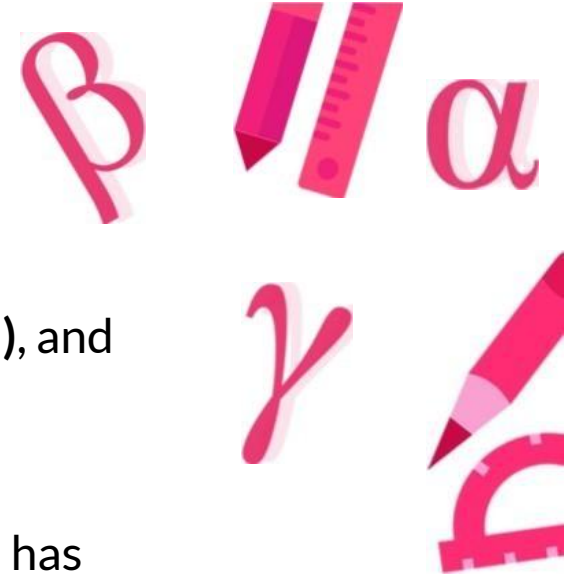 β α
), and
γ
has